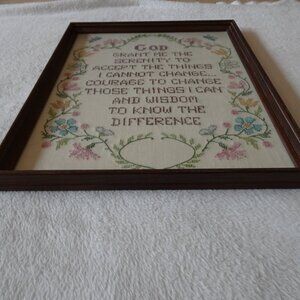 GOD
GRANT ME THE
SERENITY TO
ACCEPT THE THINGS
I CANNOT CHANGE...
COURAGE TO CHANGE
THOSE THINGS I CAN
AND WISDOM
TO KNOW THE
DIFFERENCE